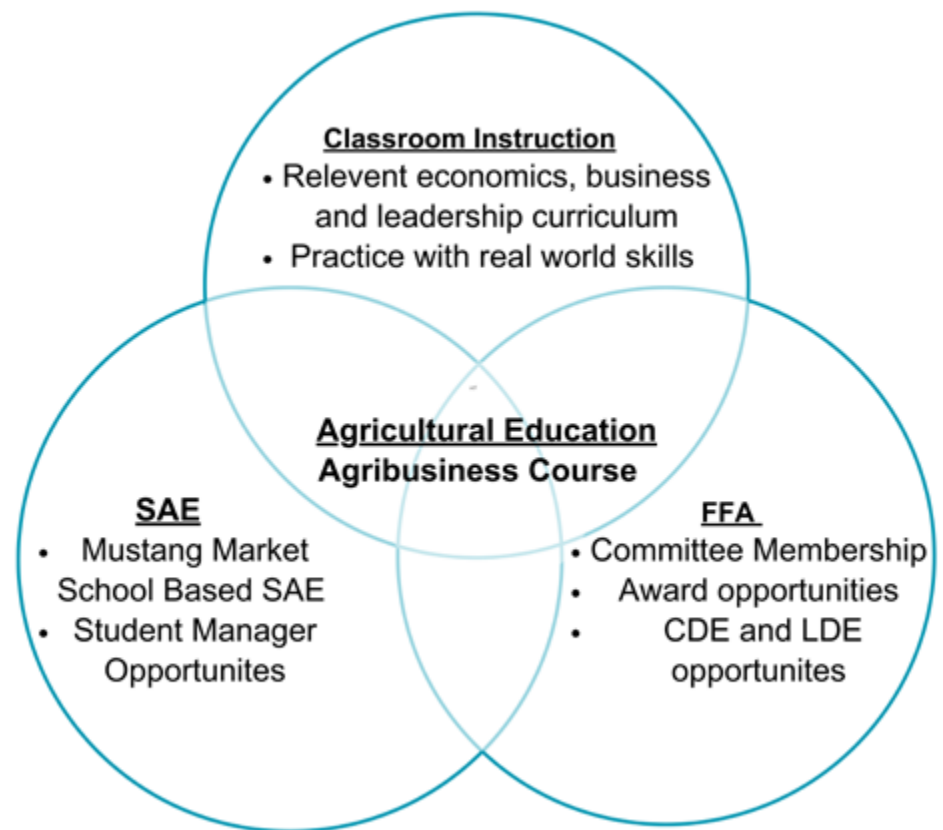 Classroom Instruction
• Relevent economics, business
and leadership curriculum
• Practice with real world skills
Agricultural Education
Agribusiness Course
SAE
• Mustang Market
School Based SAE
• Student Manager
Opportunites
FFA
• Committee Membership
• Award opportunities
• CDE and LDE
opportunites